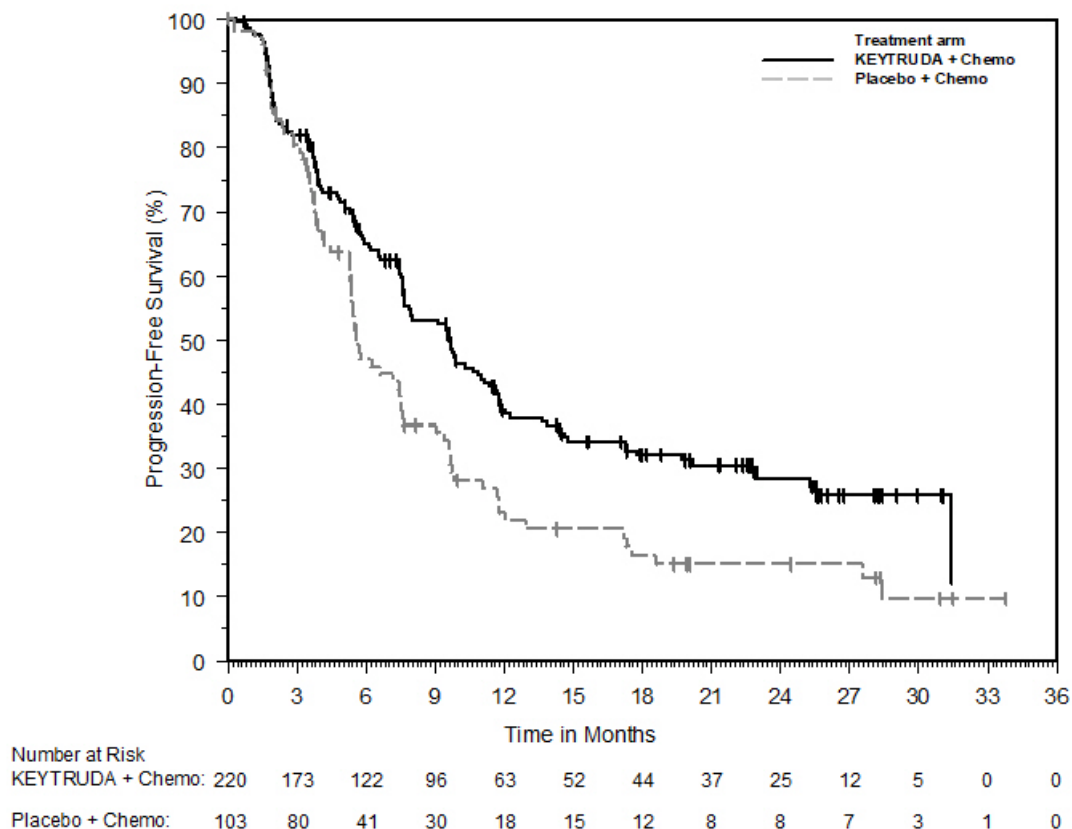 Treatment arm
KEYTRUDA + Chemo
Placebo + Chemo
Progression-Free Survival (%)
100
90
80
70
60
50
40
30
20
10
0
0 3 6 9 12 15 18 21 24 27 30 33 36
Time in Months
Number at Risk
KEYTRUDA + Chemo: 220 173 122 96 63 52 44 37 25 12 5 0 0
Placebo + Chemo: 103 80 41 30 18 15 12 8 8 7 3 1 0